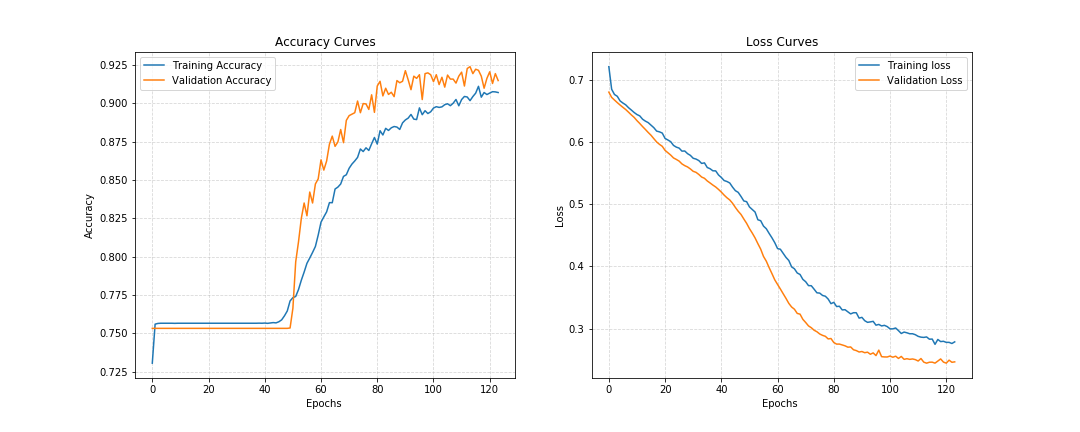 Accuracy Curves
Training Accuracy
Validation Accuracy
0.925
0.900
0.875
0.850
0.825
0.800
0.775
0.750
0.725
Accuracy
0 20 40 60 80 100 120
Epochs
Loss Curves
Training loss
Validation Loss
0.7
0.6
0.5
0.4
0.3
Loss
0 20 40 60 80 100 120
Epochs